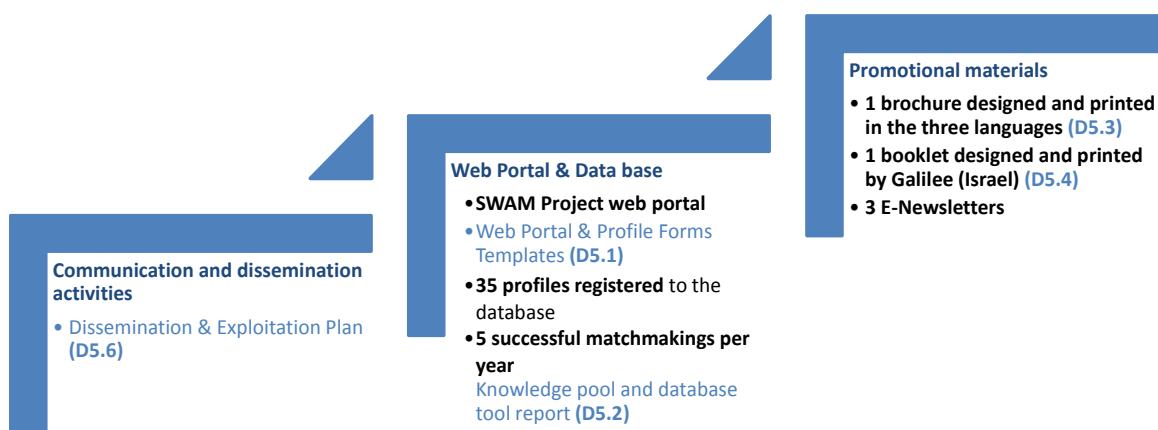 Communication and dissemination
activities
• Dissemination & Exploitation Plan
(D5.6)
Web Portal & Data base
•SWAM Project web portal
•Web Portal & Profile Forms
Templates (D5.1)
•35 profiles registered to the
database
•5 successful matchmakings per
year
Knowledge pool and database
tool report (D5.2)
Promotional materials
• 1 brochure designed and printed
in the three languages (D5.3)
• 1 booklet designed and printed
by Galilee (Israel) (D5.4)
• 3 E-Newsletters